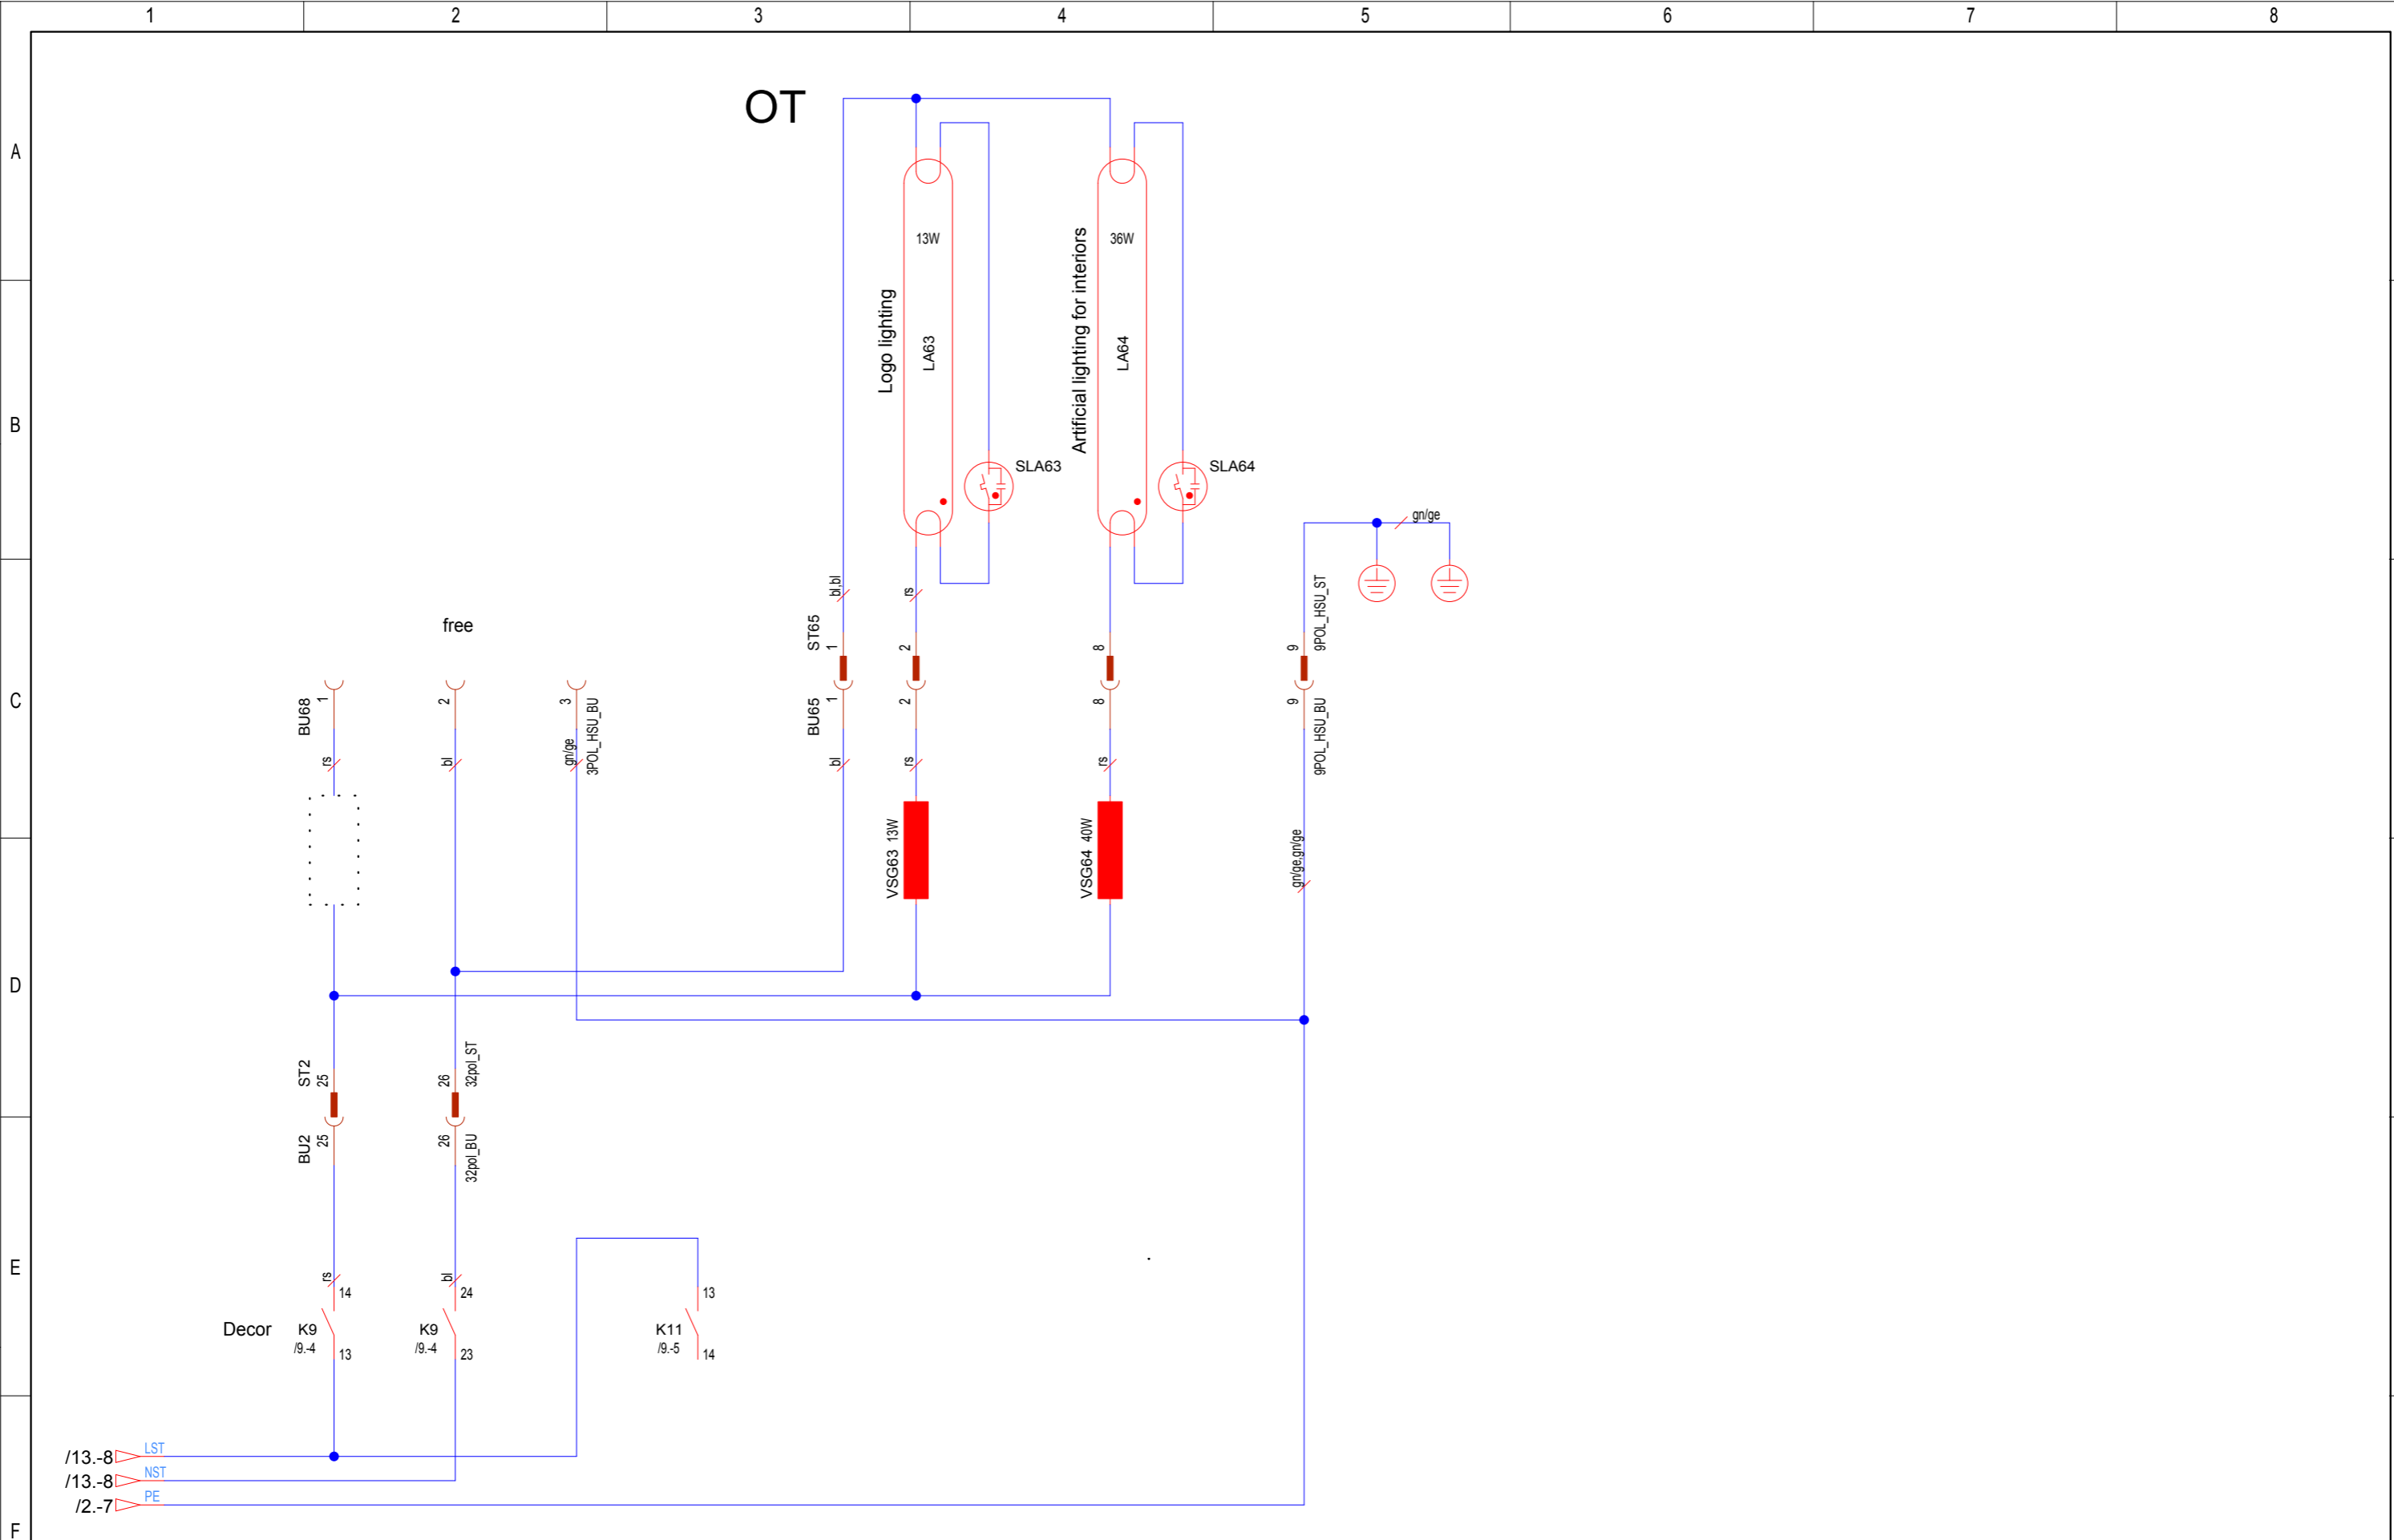 1 2 3 4 5 6 7 8
A
B
C
D
E
F
OT
13W
36W
Logo lighting
LA63
Artificial lighting for interiors
LA64
SLA63
SLA64
gn/ge
bl,bl
rs
free
ST65
1
2
8
9
9POL_HSU_ST
BU68
1
2
3
3POL_HSU_BU
BU65
1
2
8
9
9POL_HSU_BU
rs
bl
gn/ge
bl
rs
rs
VSG63 13W
VSG64 40W
gn/ge,gn/ge
ST2
25
26
32pol_ST
BU2
25
26
32pol_BU
rs
14
bl
24
13
Decor
K9
/9.-4
13
K9
/9.-4
23
K11
/9.-5
14
/13.-8 LST
/13.-8 NST
/2.-7 PE